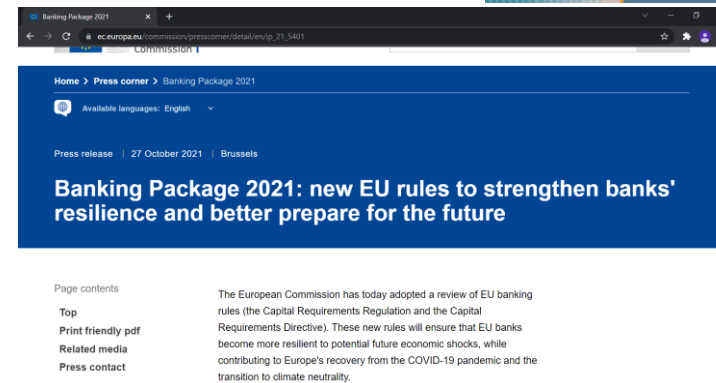 Banking Package 2021
ec.europa.eu/commission/presscorner/detail/en/ip_21_5401
Commission
Home > Press corner > Banking Package 2021
Available languages: English
Press release | 27 October 2021 | Brussels
Banking Package 2021: new EU rules to strengthen banks'
resilience and better prepare for the future
Page contents
Top
Print friendly pdf
Related media
Press contact
The European Commission has today adopted a review of EU banking
rules (the Capital Requirements Regulation and the Capital
Requirements Directive). These new rules will ensure that EU banks
become more resilient to potential future economic shocks, while
contributing to Europe's recovery from the COVID-19 pandemic and the
transition to climate neutrality.